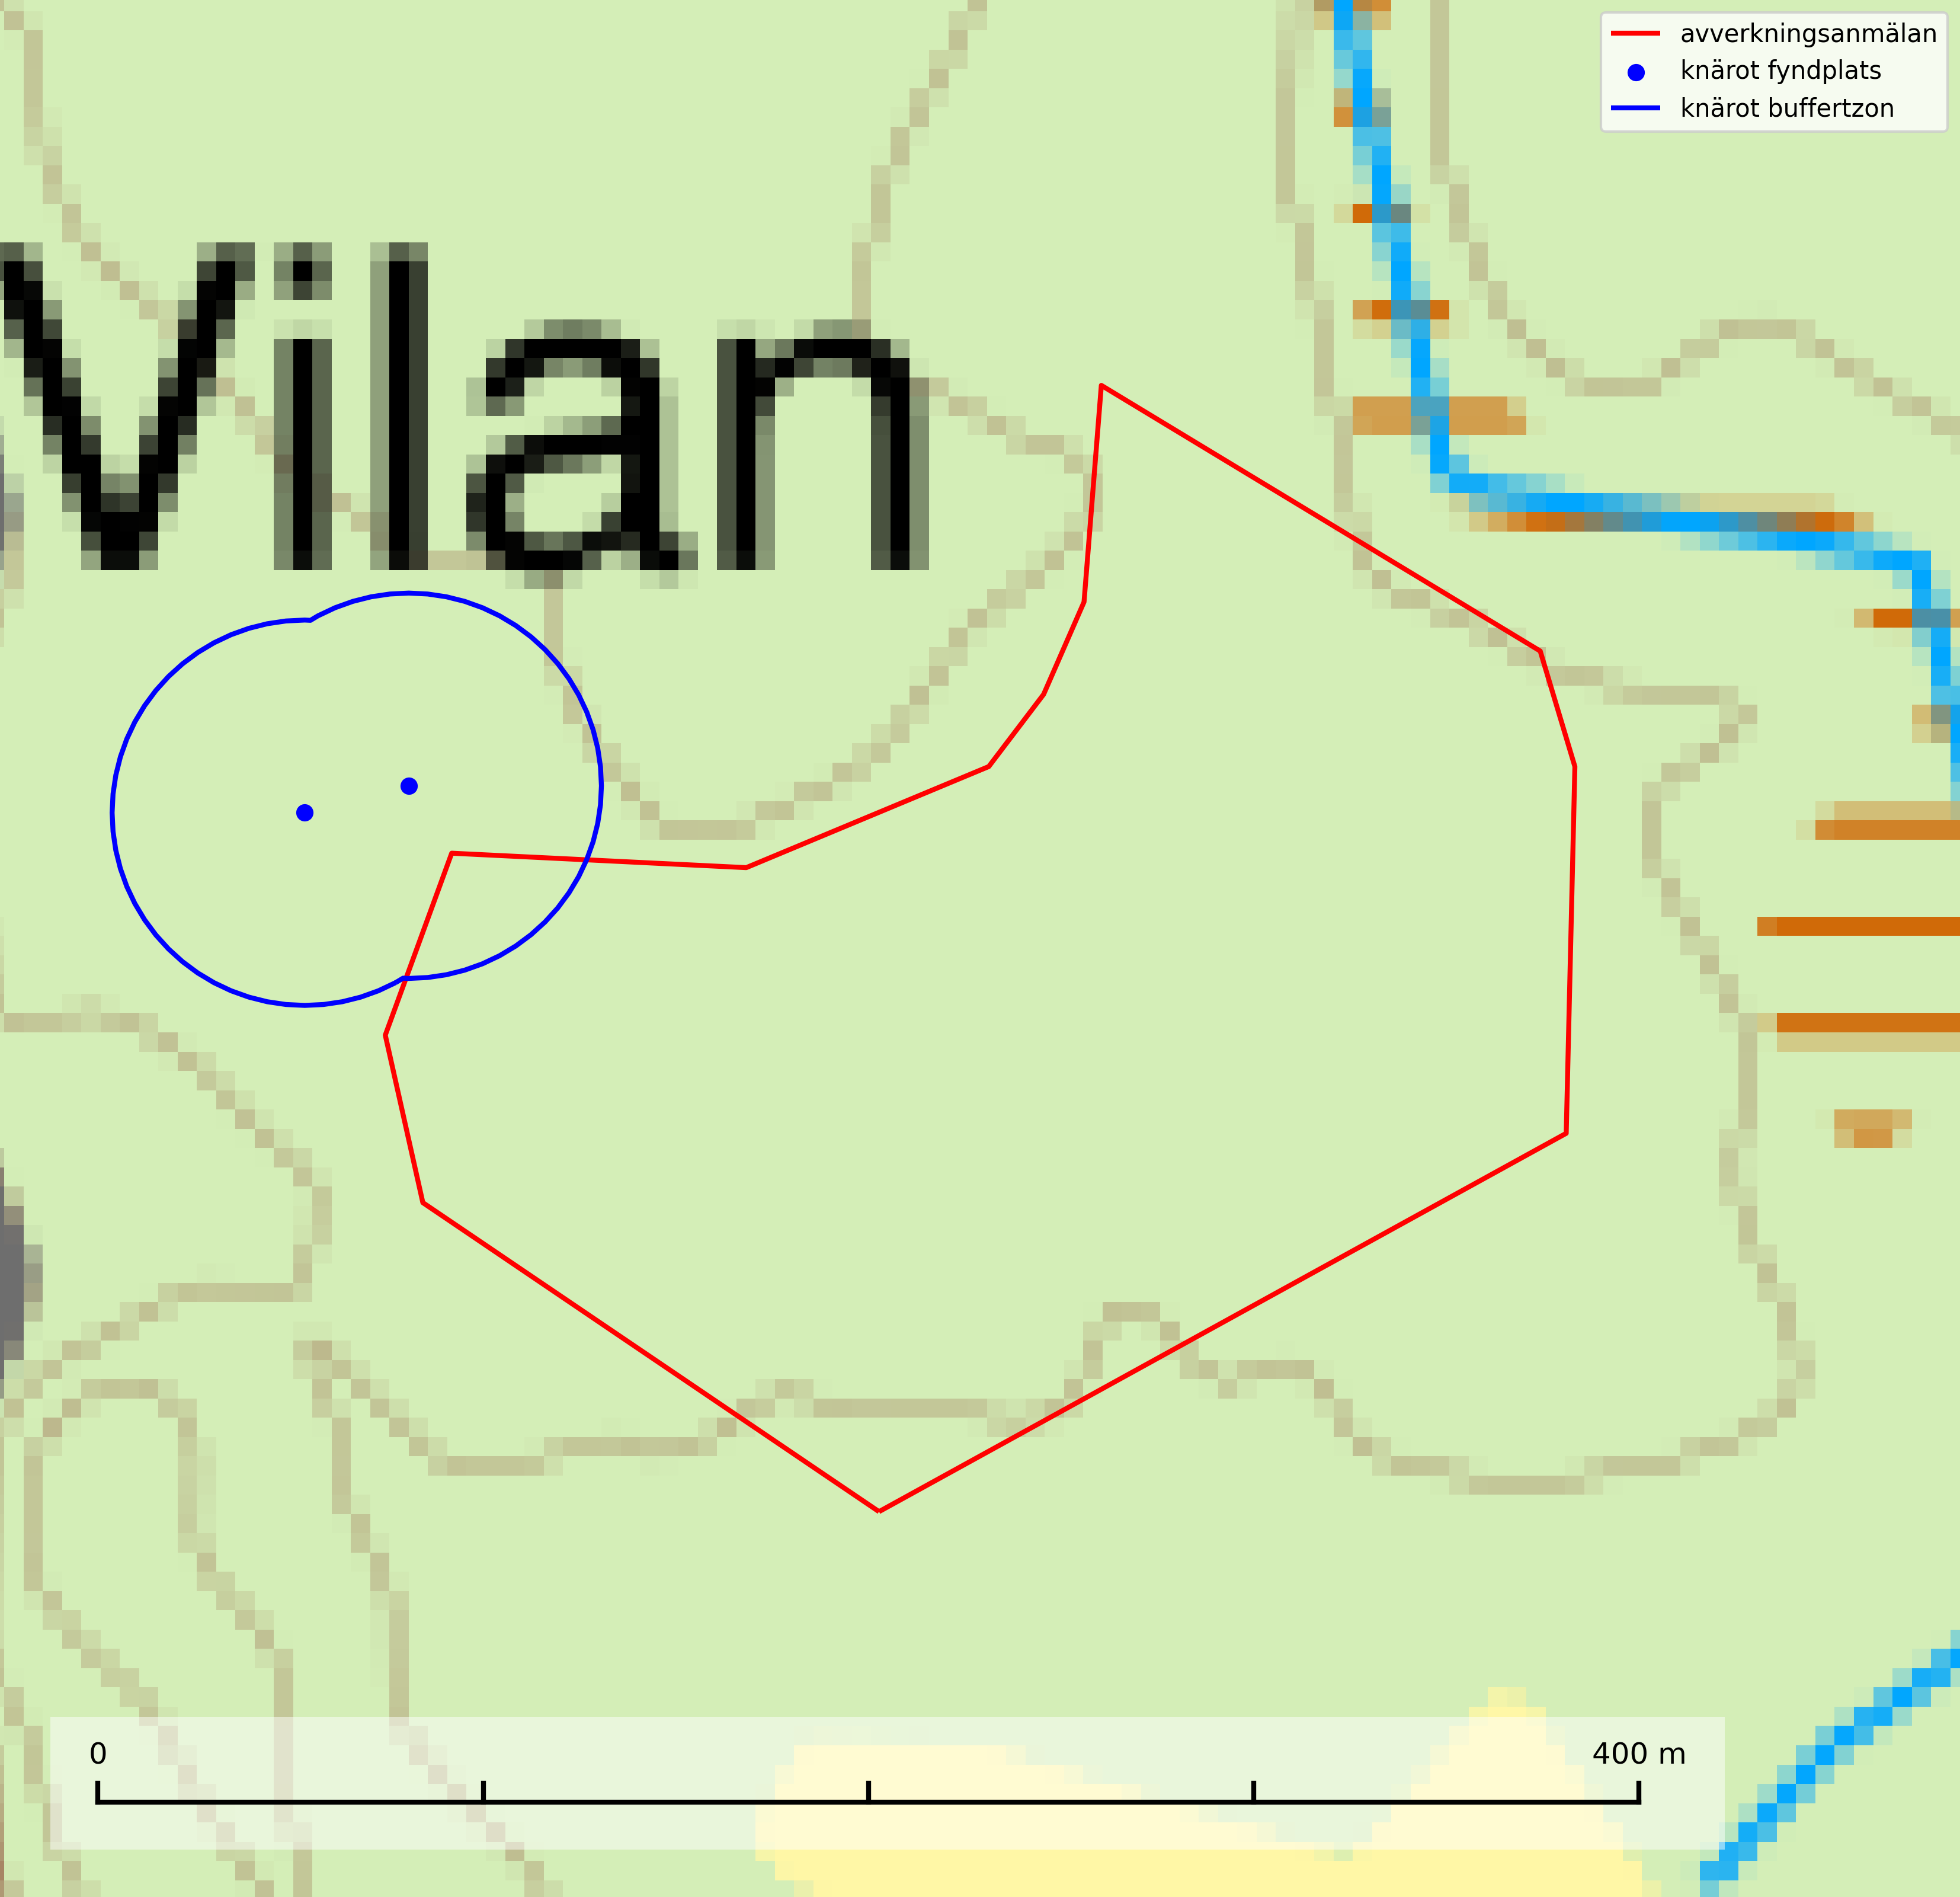 avverkningsanmälan
knärot fyndplats
knärot buffertzon
Vilan
0 400 m